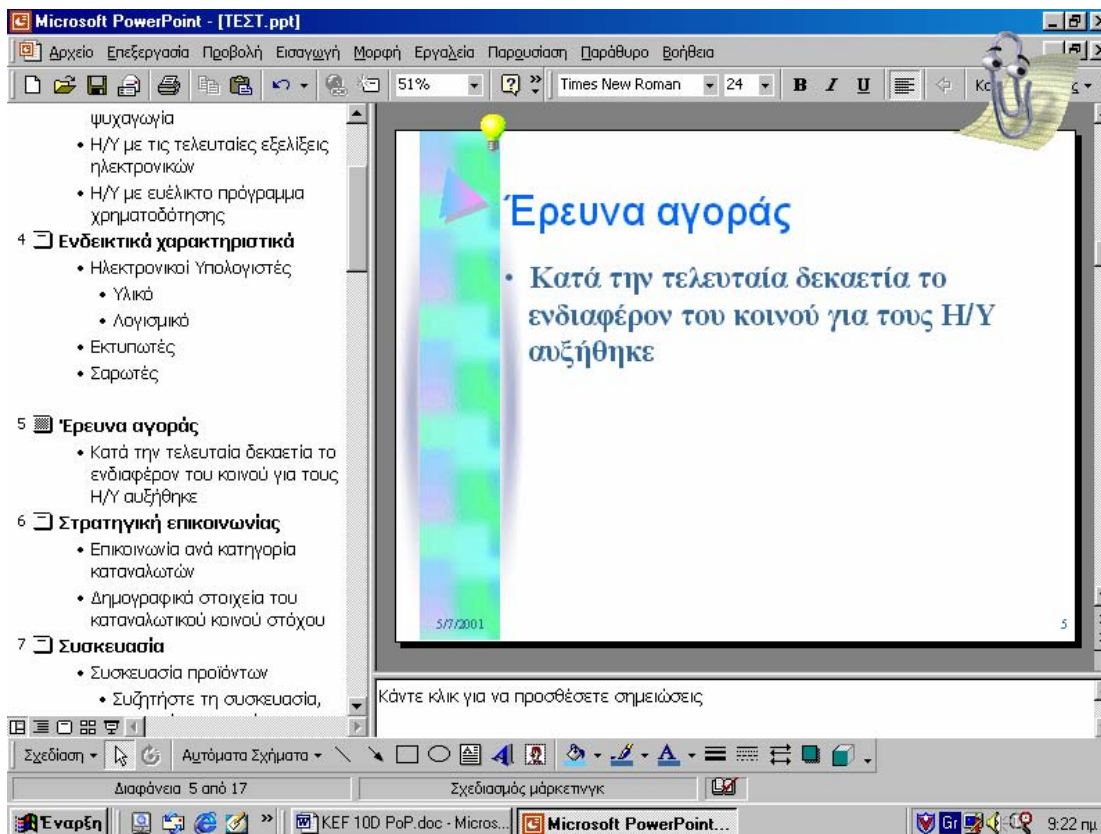 Microsoft PowerPoint - [ΤΕΣΤ.ppt]
Αρχείο Επεξεργασία Προβολή Εισαγωγή Μορφή Εργαλεία Παρουσίαση Παράθυρο Βοήθεια
51% Times New Roman 24 B I U
ψυχαγωγία
• Η/Υ με τις τελευταίες εξελίξεις
ηλεκτρονικών
• Η/Υ με ευέλικτο πρόγραμμα
χρηματοδότησης
4 Ενδεικτικά χαρακτηριστικά
• Ηλεκτρονικοί Υπολογιστές
• Υλικό
• Λογισμικό
• Εκτυπωτές
• Σαρωτές
5 Έρευνα αγοράς
• Κατά την τελευταία δεκαετία το
ενδιαφέρον του κοινού για τους
Η/Υ αυξήθηκε
6 Στρατηγική επικοινωνίας
• Επικοινωνία ανά κατηγορία
καταναλωτών
• Δημογραφικά στοιχεία του
καταναλωτικού κοινού στόχου
7 Συσκευασία
• Συσκευασία προϊόντων
• Συζητήστε τη συσκευασία,
Έρευνα αγοράς
• Κατά την τελευταία δεκαετία το
ενδιαφέρον του κοινού για τους Η/Υ
αυξήθηκε
5/7/2001 5
Κάντε κλικ για να προσθέσετε σημειώσεις
Σχεδίαση Αυτόματα Σχήματα
Διαφάνεια 5 από 17 Σχεδιασμός μάρκετινγκ
Έναρξη KEF 10D PoP.doc - Micros... Microsoft PowerPoint... Gr 9:22 πμ